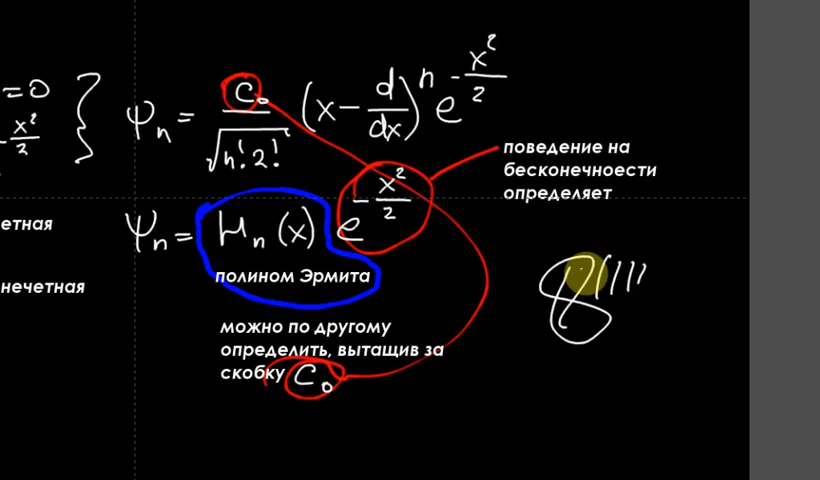 =0
-x²/2
ψₙ = C₀/√(n!2!) (x - d/dx)ⁿ e^(-x²/2)
поведение на
бесконечноести
определяет
етная
ψₙ = Hₙ(x) e^(-x²/2)
полином Эрмита
нечетная
можно по другому
определить, вытащив за
скобку C₀